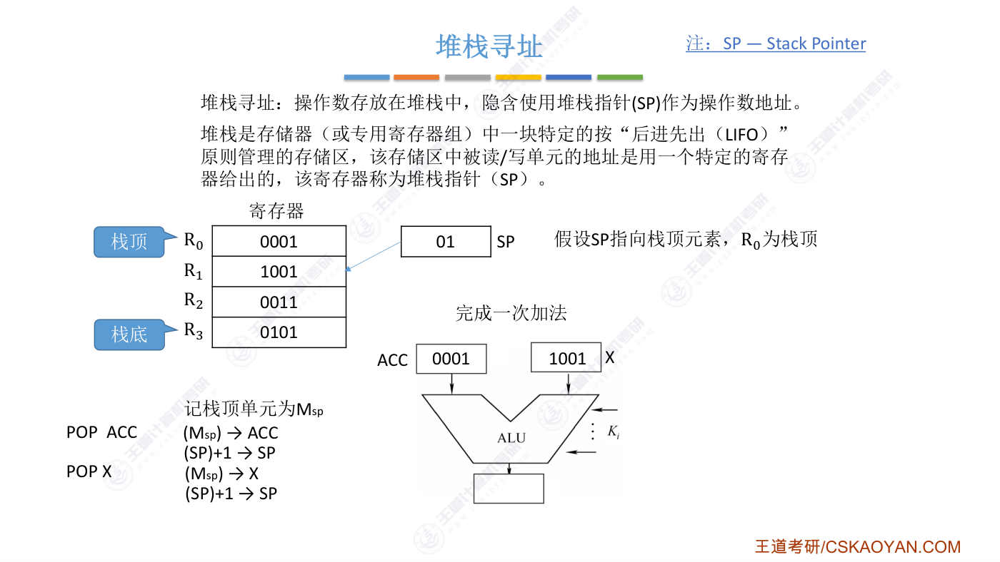 堆栈寻址
注：SP — Stack Pointer
堆栈寻址：操作数存放在堆栈中，隐含使用堆栈指针(SP)作为操作数地址。
堆栈是存储器（或专用寄存器组）中一块特定的按“后进先出（LIFO）”
原则管理的存储区，该存储区中被读/写单元的地址是用一个特定的寄存
器给出的，该寄存器称为堆栈指针（SP）。
寄存器
栈顶 R₀ 0001
01 SP
假设SP指向栈顶元素，R₀为栈顶
R₁ 1001
R₂ 0011
栈底 R₃ 0101
完成一次加法
ACC 0001 1001 X
ALU
Kᵢ
记栈顶单元为Msp
POP ACC (Msp) → ACC
(SP)+1 → SP
POP X (Msp) → X
(SP)+1 → SP
王道考研/CSKAOYAN.COM